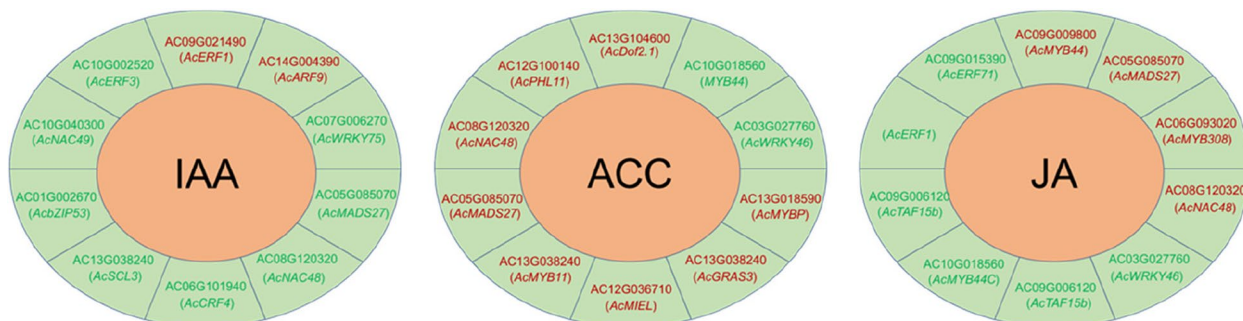 AC09G021490
(AcERF1)
AC14G004390
(AcARF9)
AC07G006270
(AcWRKY75)
AC05G085070
(AcMADS27)
AC08G120320
(AcNAC48)
AC06G101940
(AcCRF4)
AC13G038240
(AcSCL3)
AC01G002670
(AcbZIP53)
AC10G040300
(AcNAC49)
AC10G002520
(AcERF3)
IAA
AC13G104600
(AcDof2.1)
AC10G018560
(MYB44)
AC03G027760
(AcWRKY46)
AC13G018590
(AcMYBP)
AC13G038240
(AcGRAS3)
AC12G036710
(AcMIEL)
AC13G038240
(AcMYB11)
AC05G085070
(AcMADS27)
AC08G120320
(AcNAC48)
AC12G100140
(AcPHL11)
ACC
AC09G009800
(AcMYB44)
AC05G085070
(AcMADS27)
AC06G093020
(AcMYB308)
AC08G120320
(AcNAC48)
AC03G027760
(AcWRKY46)
AC09G006120
(AcTAF15b)
AC10G018560
(AcMYB44C)
AC09G006120
(AcTAF15b)
(AcERF1)
AC09G015390
(AcERF71)
JA